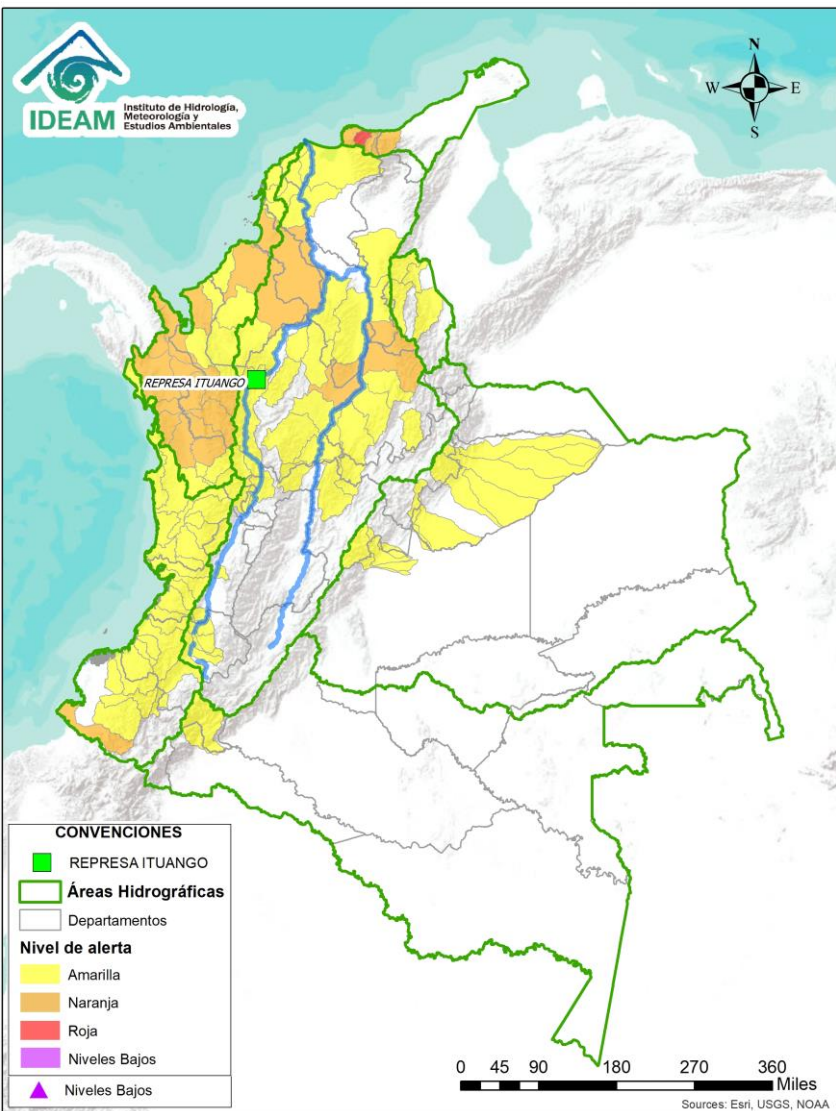 IDEAM
Instituto de Hidrología,
Meteorología y
Estudios Ambientales
N
W E
S
REPRESA ITUANGO
CONVENCIONES
REPRESA ITUANGO
Áreas Hidrográficas
Departamentos
Nivel de alerta
Amarilla
Naranja
Roja
Niveles Bajos
Niveles Bajos
0 45 90 180 270 360
Miles
Sources: Esri, USGS, NOAA